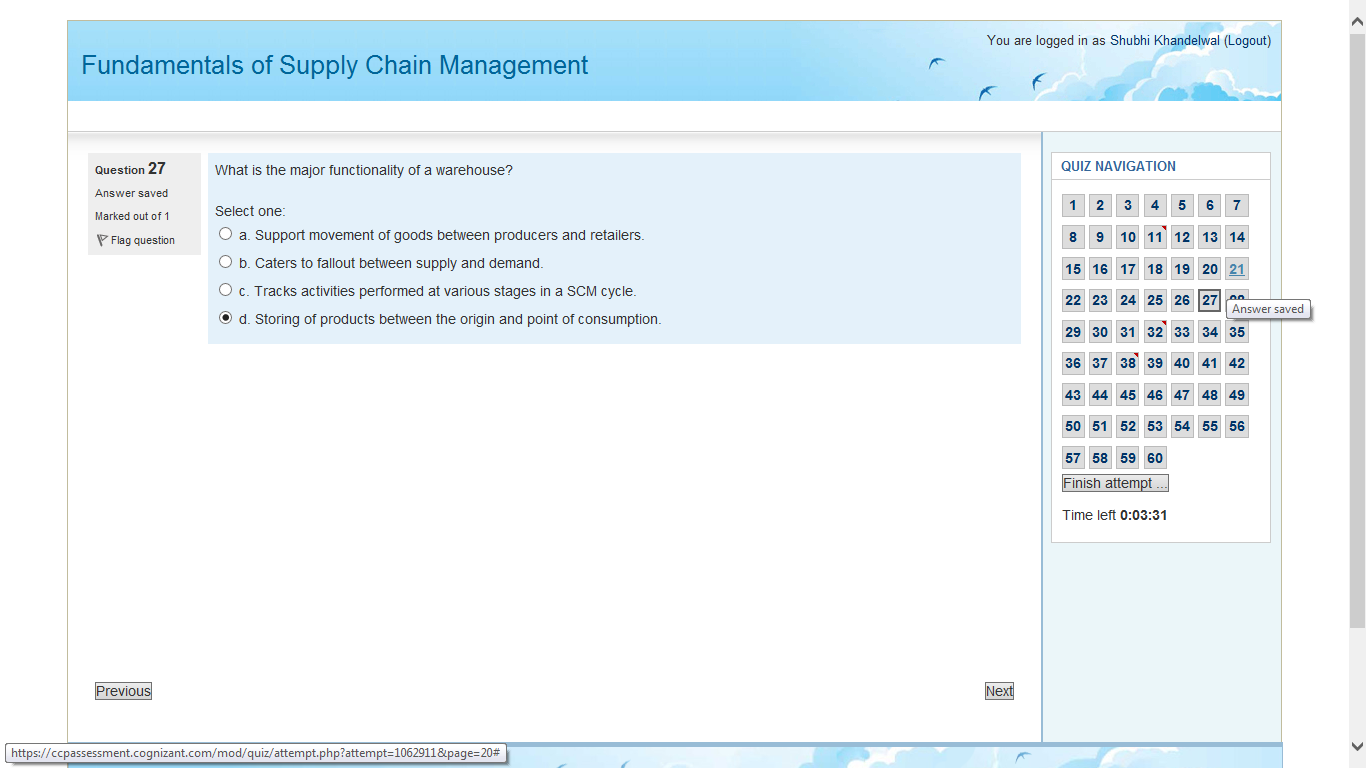 You are logged in as Shubhi Khandelwal (Logout)
Fundamentals of Supply Chain Management
Question 27
Answer saved
Marked out of 1
Flag question
What is the major functionality of a warehouse?
Select one:
a. Support movement of goods between producers and retailers.
b. Caters to fallout between supply and demand.
c. Tracks activities performed at various stages in a SCM cycle.
d. Storing of products between the origin and point of consumption.
Previous
Next
QUIZ NAVIGATION
1 2 3 4 5 6 7
8 9 10 11 12 13 14
15 16 17 18 19 20 21
22 23 24 25 26 27
Answer saved
29 30 31 32 33 34 35
36 37 38 39 40 41 42
43 44 45 46 47 48 49
50 51 52 53 54 55 56
57 58 59 60
Finish attempt ...
Time left 0:03:31
https://ccpassessment.cognizant.com/mod/quiz/attempt.php?attempt=1062911&page=20#